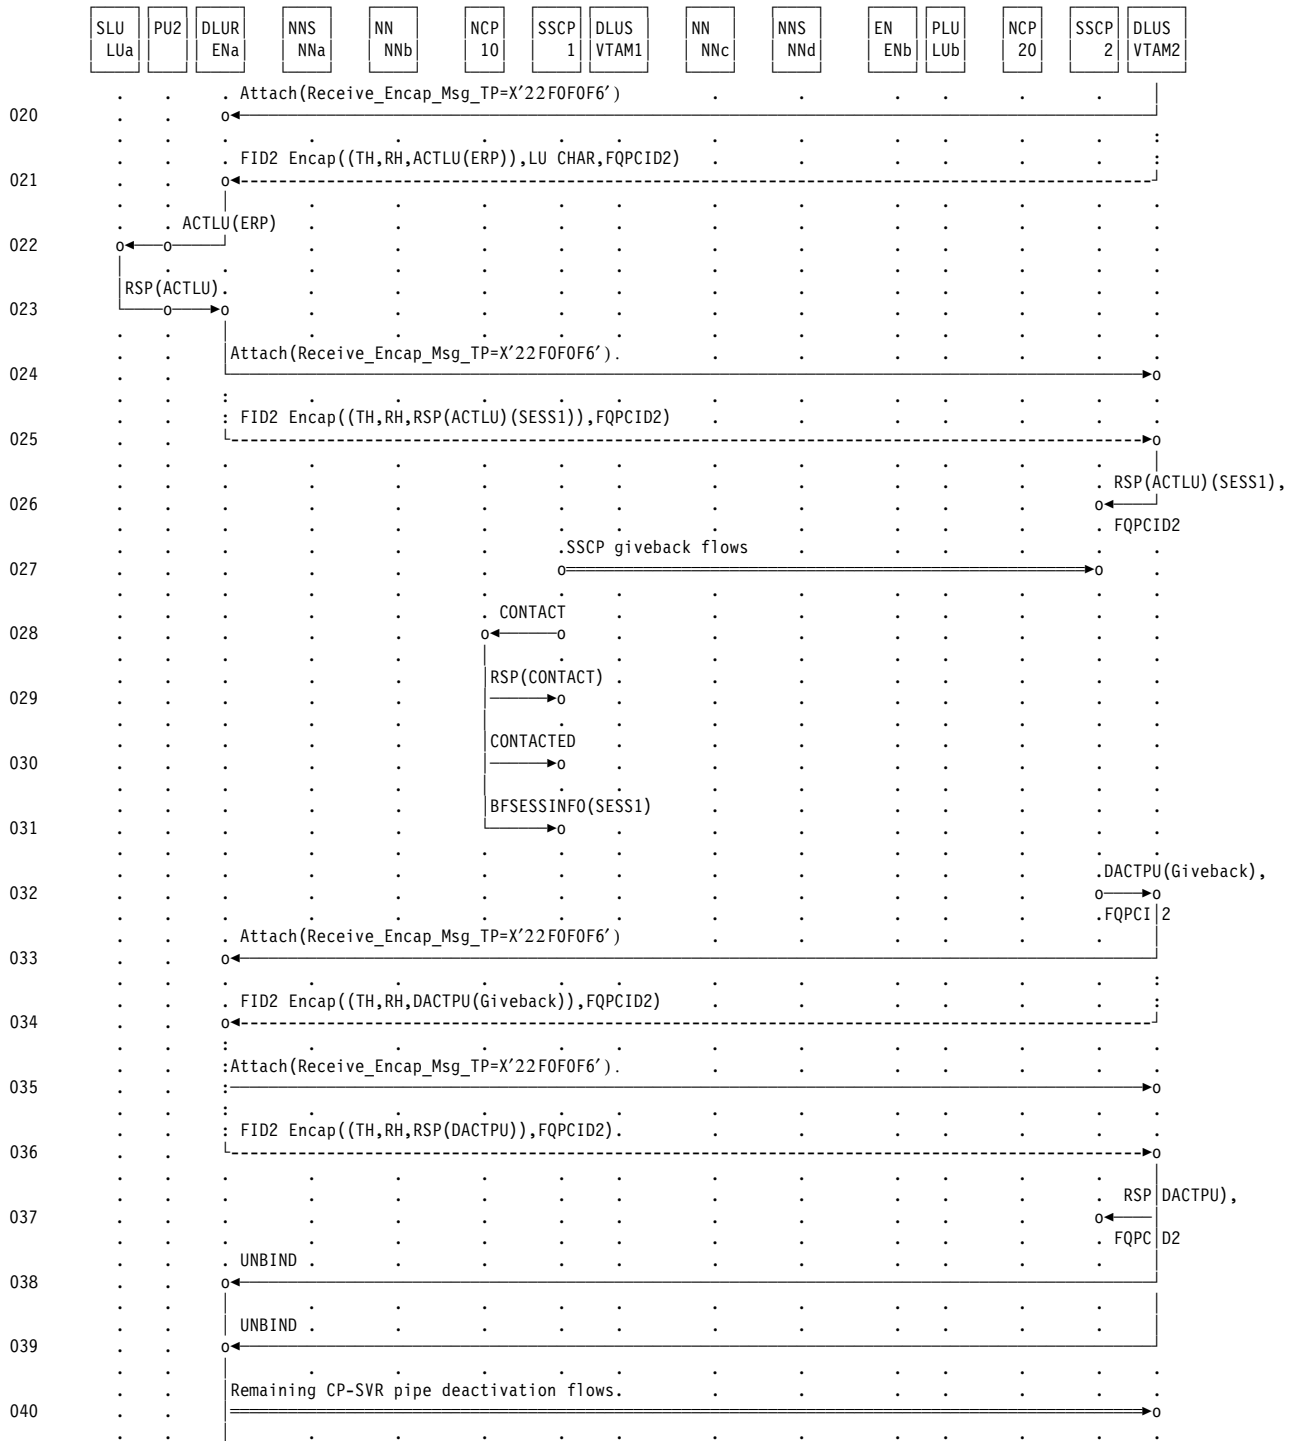 SLU PU2 DLUR NNS NN NCP SSCP DLUS NN NNS EN PLU NCP SSCP DLUS
LUa ENa NNa NNb 10 1 VTAM1 NNc NNd ENb LUb 20 2 VTAM2
Attach(Receive_Encap_Msg_TP=X′22F0F0F6′)
020
FID2 Encap((TH,RH,ACTLU(ERP)),LU CHAR,FQPCID2)
021
ACTLU(ERP)
022
RSP(ACTLU)
023
Attach(Receive_Encap_Msg_TP=X′22F0F0F6′).
024
FID2 Encap((TH,RH,RSP(ACTLU)(SESS1)),FQPCID2)
025
RSP(ACTLU)(SESS1),
026
FQPCID2
SSCP giveback flows
027
CONTACT
028
RSP(CONTACT)
029
CONTACTED
030
BFSESSINFO(SESS1)
031
DACTPU(Giveback),
032
FQPCI 2
Attach(Receive_Encap_Msg_TP=X′22F0F0F6′)
033
FID2 Encap((TH,RH,DACTPU(Giveback)),FQPCID2)
034
Attach(Receive_Encap_Msg_TP=X′22F0F0F6′).
035
FID2 Encap((TH,RH,RSP(DACTPU)),FQPCID2).
036
RSP DACTPU),
037
FQPC D2
UNBIND
038
UNBIND
039
Remaining CP-SVR pipe deactivation flows.
040